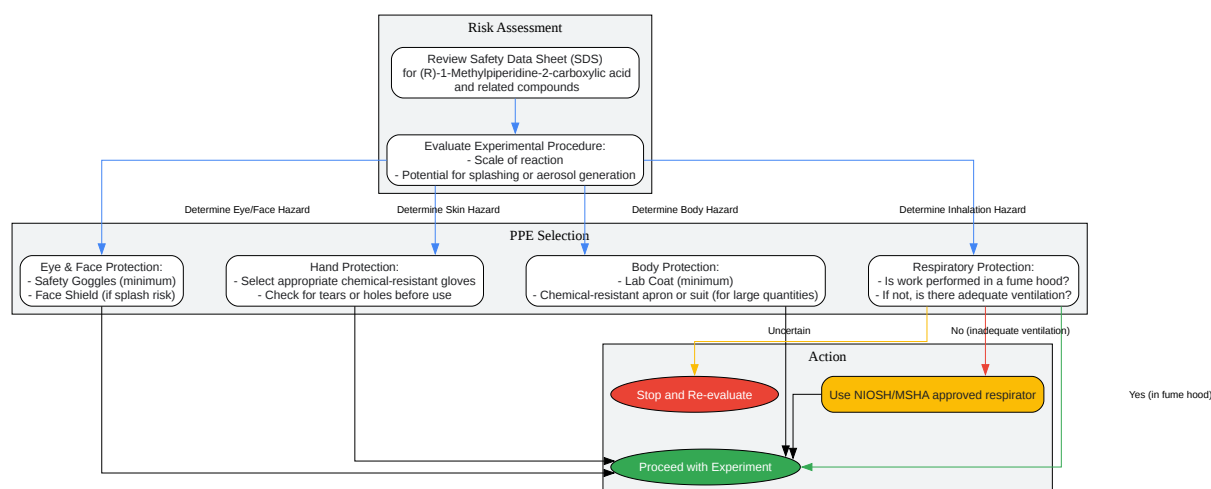 Risk Assessment
Review Safety Data Sheet (SDS)
for (R)-1-Methylpiperidine-2-carboxylic acid
and related compounds
Evaluate Experimental Procedure:
- Scale of reaction
- Potential for splashing or aerosol generation
Determine Eye/Face Hazard
Determine Skin Hazard
Determine Body Hazard
Determine Inhalation Hazard
PPE Selection
Eye & Face Protection:
- Safety Goggles (minimum)
- Face Shield (if splash risk)
Hand Protection:
- Select appropriate chemical-resistant gloves
- Check for tears or holes before use
Body Protection:
- Lab Coat (minimum)
- Chemical-resistant apron or suit (for large quantities)
Respiratory Protection:
- Is work performed in a fume hood?
- If not, is there adequate ventilation?
Uncertain
No (inadequate ventilation)
Action
Stop and Re-evaluate
Use NIOSH/MSHA approved respirator
Yes (in fume hood)
Proceed with Experiment